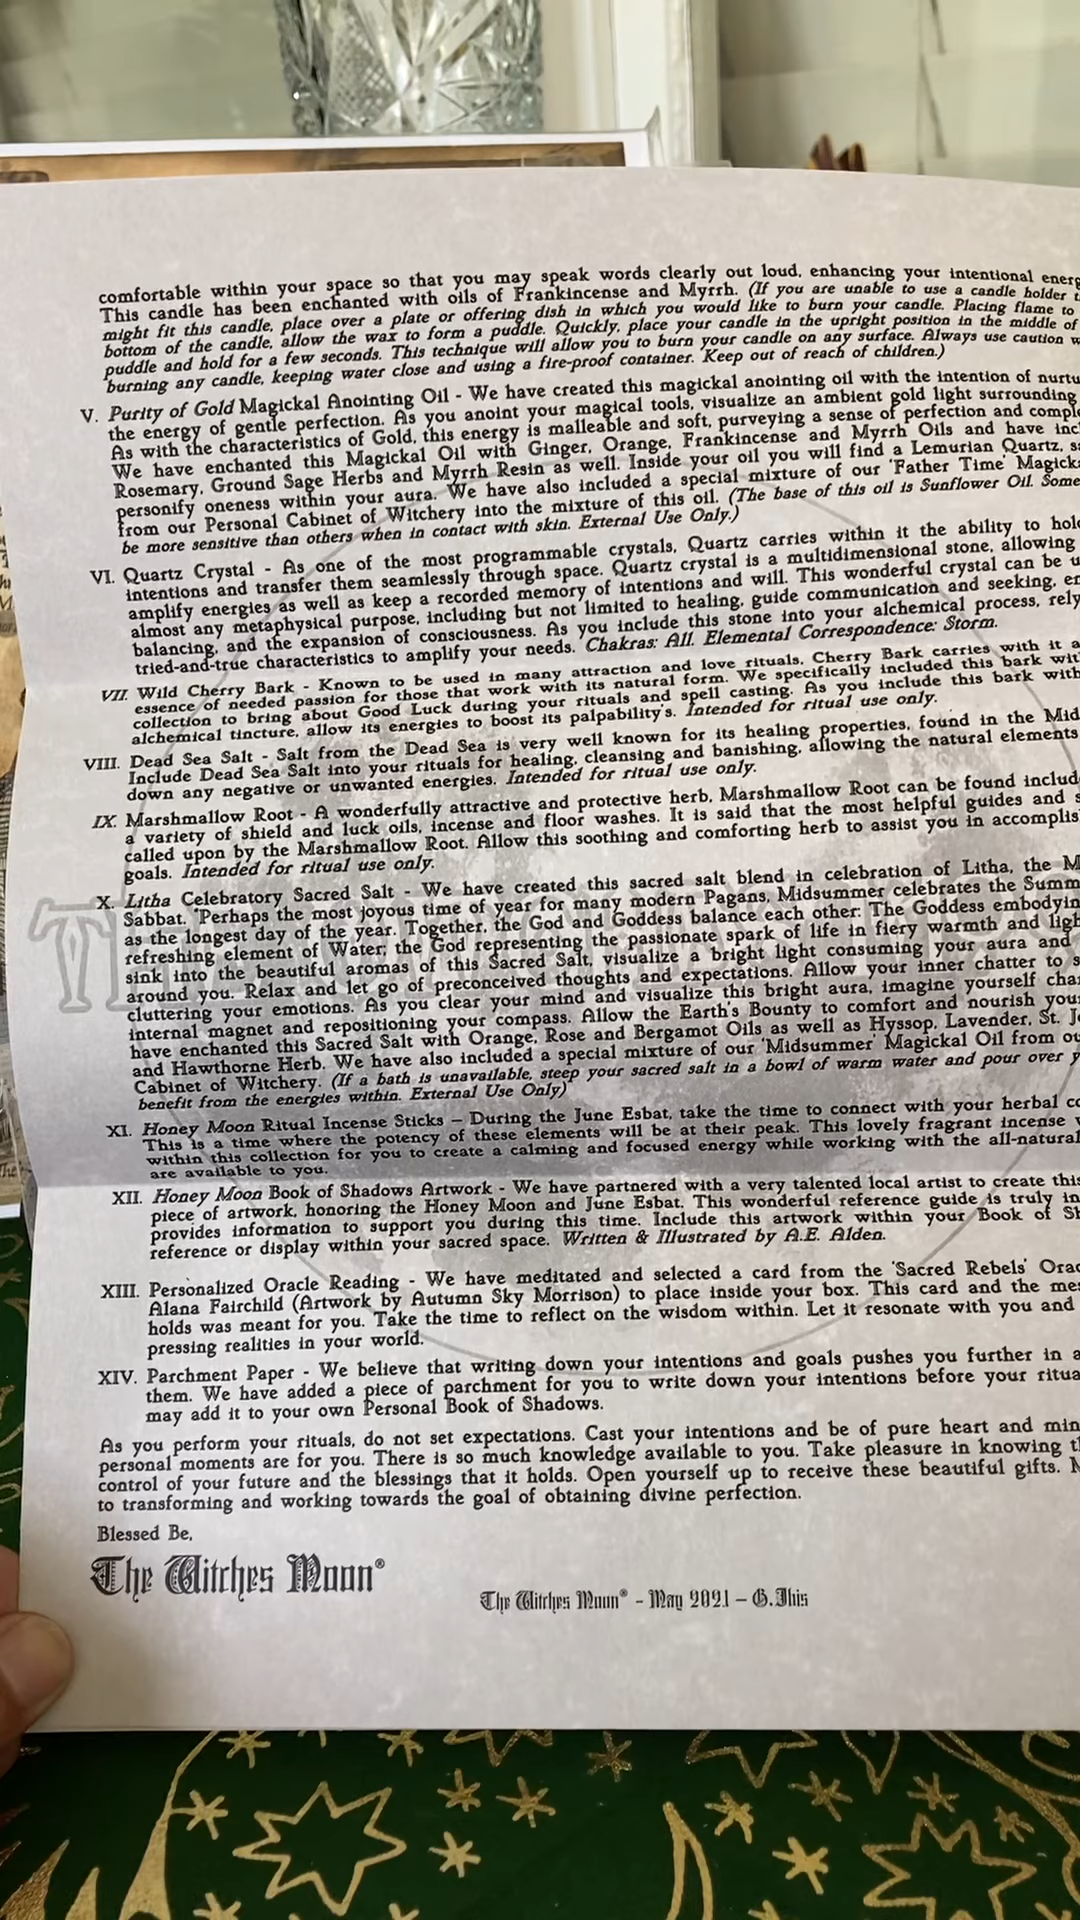 comfortable within your space so that you may speak words clearly out loud, enhancing your intentional
This candle has been enchanted with oils of Frankincense and Myrrh. (If you are unable to use a candle holder
might fit this candle, place over a plate or offering dish in which you would like to burn your candle. Placing flame to
bottom of the candle, allow the wax to form a puddle. Quickly, place your candle in the upright position in the middle of
puddle and hold for a few seconds. This technique will allow you to burn your candle on any surface. Always use caution
burning any candle, keeping water close and using a fire-proof container. Keep out of reach of children.)
V. Purity of Gold Magickal Anointing Oil - We have created this magickal anointing oil with the intention of
the energy of gentle perfection. As you anoint your magical tools, visualize an ambient gold light surrounding
As with the characteristics of Gold, this energy is malleable and soft, purveying a sense of perfection and
We have enchanted this Magickal Oil with Ginger, Orange, Frankincense and Myrrh Oils and have
Rosemary, Ground Sage Herbs and Myrrh Resin as well. Inside your oil you will find a Lemurian Quartz,
personify oneness within your aura. We have also included a special mixture of our 'Father Time'
from our Personal Cabinet of Witchery into the mixture of this oil. (The base of this oil is Sunflower Oil. Some
be more sensitive than others when in contact with skin. External Use Only.)
VI. Quartz Crystal - As one of the most programmable crystals, Quartz carries within it the ability to
intentions and transfer them seamlessly through space. Quartz crystal is a multidimensional stone, allowing
amplify energies as well as keep a recorded memory of intentions and will. This wonderful crystal can be
almost any metaphysical purpose, including but not limited to healing, guide communication and seeking,
balancing, and the expansion of consciousness. As you include this stone into your alchemical process, rely
tried-and-true characteristics to amplify your needs. Chakras: All. Elemental Correspondence: Storm.
VII. Wild Cherry Bark - Known to be used in many attraction and love rituals, Cherry Bark carries with it a
essence of needed passion for those that work with its natural form. We specifically included this bark
collection to bring about Good Luck during your rituals and spell casting. As you include this bark with
alchemical tincture, allow its energies to boost its palpability's. Intended for ritual use only.
VIII. Dead Sea Salt - Salt from the Dead Sea is very well known for its healing properties, found in the
Include Dead Sea Salt into your rituals for healing, cleansing and banishing, allowing the natural elements
down any negative or unwanted energies. Intended for ritual use only.
IX. Marshmallow Root - A wonderfully attractive and protective herb, Marshmallow Root can be found
a variety of shield and luck oils, incense and floor washes. It is said that the most helpful guides and
called upon by the Marshmallow Root. Allow this soothing and comforting herb to assist you in
goals. Intended for ritual use only.
X. Litha Celebratory Sacred Salt - We have created this sacred salt blend in celebration of Litha, the
Sabbat. "Perhaps the most joyous time of year for many modern Pagans, Midsummer celebrates the
as the longest day of the year. Together, the God and Goddess balance each other: The Goddess
refreshing element of Water; the God representing the passionate spark of life in fiery warmth and
sink into the beautiful aromas of this Sacred Salt, visualize a bright light consuming your aura and
around you. Relax and let go of preconceived thoughts and expectations. Allow your inner chatter to
cluttering your emotions. As you clear your mind and visualize this bright aura, imagine yourself
internal magnet and repositioning your compass. Allow the Earth's Bounty to comfort and nourish
have enchanted this Sacred Salt with Orange, Rose and Bergamot Oils as well as Hyssop, Lavender, St.
and Hawthorne Herb. We have also included a special mixture of our 'Midsummer' Magickal Oil from
Cabinet of Witchery. (If a bath is unavailable, steep your sacred salt in a bowl of warm water and pour over
benefit from the energies within. External Use Only)
XI. Honey Moon Ritual Incense Sticks – During the June Esbat, take the time to connect with your herbal
This is a time where the potency of these elements will be at their peak. This lovely fragrant incense
within this collection for you to create a calming and focused energy while working with the all-natural
are available to you.
XII. Honey Moon Book of Shadows Artwork - We have partnered with a very talented local artist to create this
piece of artwork, honoring the Honey Moon and June Esbat. This wonderful reference guide is truly
provides information to support you during this time. Include this artwork within your Book of
reference or display within your sacred space. Written & Illustrated by A.E. Alden.
XIII. Personalized Oracle Reading - We have meditated and selected a card from the 'Sacred Rebels'
Alana Fairchild (Artwork by Autumn Sky Morrison) to place inside your box. This card and the
holds was meant for you. Take the time to reflect on the wisdom within. Let it resonate with you and
pressing realities in your world.
XIV. Parchment Paper - We believe that writing down your intentions and goals pushes you further in
them. We have added a piece of parchment for you to write down your intentions before your
may add it to your own Personal Book of Shadows.
As you perform your rituals, do not set expectations. Cast your intentions and be of pure heart and
personal moments are for you. There is so much knowledge available to you. Take pleasure in knowing
control of your future and the blessings that it holds. Open yourself up to receive these beautiful gifts.
to transforming and working towards the goal of obtaining divine perfection.
Blessed Be,
The Witches Moon®
The Witches Moon® - May 2021 – G.Ihis